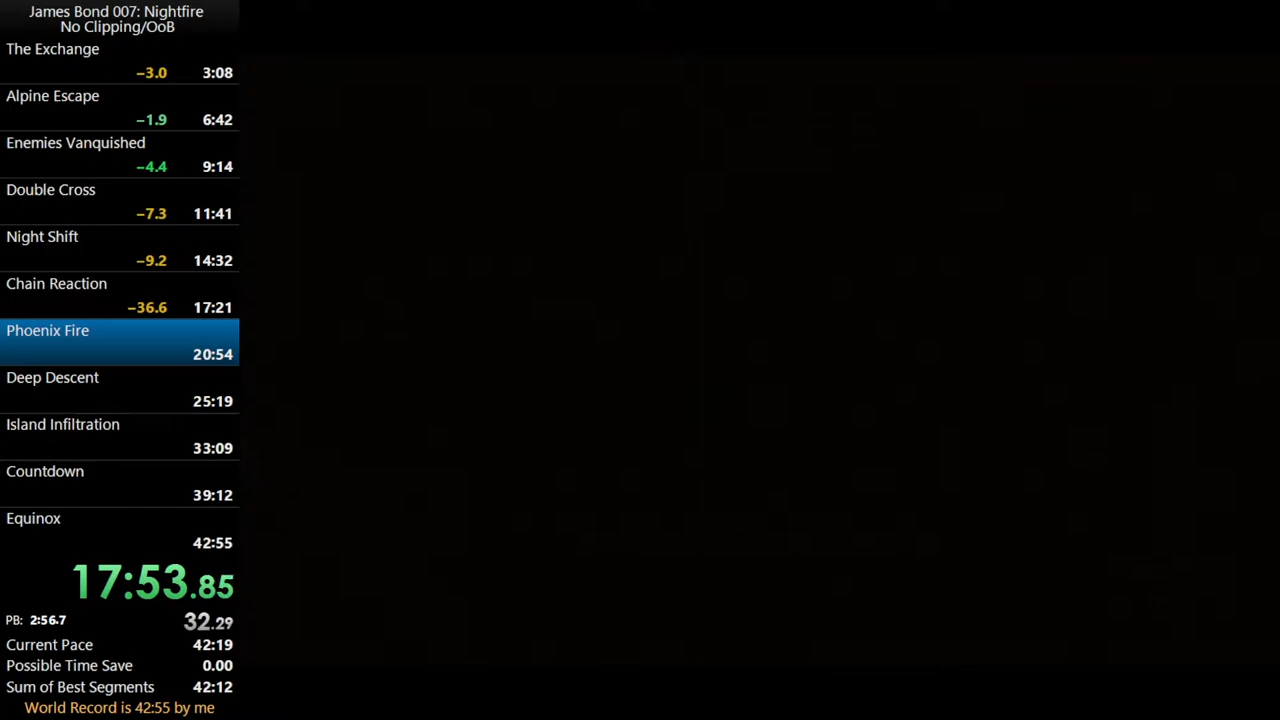 James Bond 007: Nightfire
No Clipping/OoB
The Exchange
−3.0 3:08
Alpine Escape
−1.9 6:42
Enemies Vanquished
−4.4 9:14
Double Cross
−7.3 11:41
Night Shift
−9.2 14:32
Chain Reaction
−36.6 17:21
Phoenix Fire
20:54
Deep Descent
25:19
Island Infiltration
33:09
Countdown
39:12
Equinox
42:55
17:53.85
PB: 2:56.7 32.29
Current Pace 42:19
Possible Time Save 0.00
Sum of Best Segments 42:12
World Record is 42:55 by me